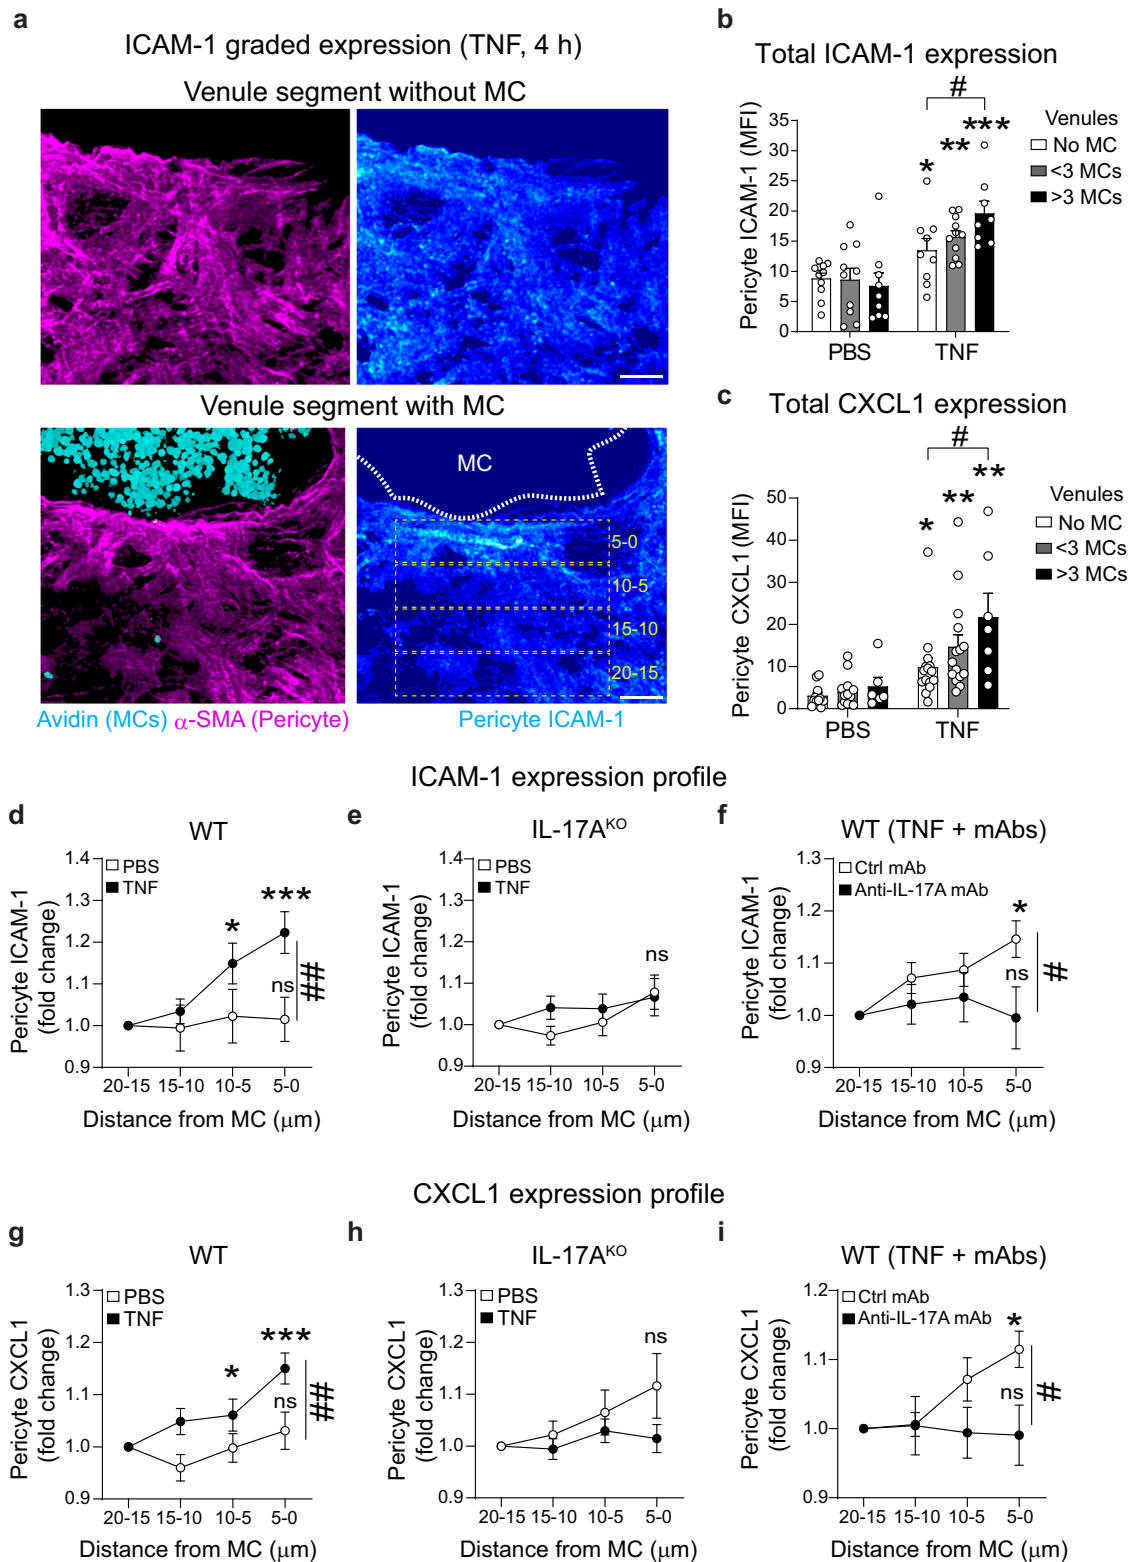 a
ICAM-1 graded expression (TNF, 4 h)
Venule segment without MC
Venule segment with MC
MC
5-0
10-5
15-10
20-15
Avidin (MCs) α-SMA (Pericyte)
Pericyte ICAM-1
b
Total ICAM-1 expression
#
* ** ***
Venules
No MC
<3 MCs
>3 MCs
Pericyte ICAM-1 (MFI)
35
30
25
20
15
10
5
0
PBS TNF
c
Total CXCL1 expression
#
* ** **
Venules
No MC
<3 MCs
>3 MCs
Pericyte CXCL1 (MFI)
50
40
30
20
10
0
PBS TNF
ICAM-1 expression profile
d
WT
PBS
TNF
* ***
ns
##
Pericyte ICAM-1
(fold change)
1.4
1.3
1.2
1.1
1.0
0.9
20-15 15-10 10-5 5-0
Distance from MC (μm)
e
IL-17A^KO
PBS
TNF
ns
Pericyte ICAM-1
(fold change)
1.4
1.3
1.2
1.1
1.0
0.9
20-15 15-10 10-5 5-0
Distance from MC (μm)
f
WT (TNF + mAbs)
Ctrl mAb
Anti-IL-17A mAb
*
ns
#
Pericyte ICAM-1
(fold change)
1.3
1.2
1.1
1.0
0.9
20-15 15-10 10-5 5-0
Distance from MC (μm)
CXCL1 expression profile
g
WT
PBS
TNF
* ***
ns
##
Pericyte CXCL1
(fold change)
1.3
1.2
1.1
1.0
0.9
20-15 15-10 10-5 5-0
Distance from MC (μm)
h
IL-17A^KO
PBS
TNF
ns
Pericyte CXCL1
(fold change)
1.3
1.2
1.1
1.0
0.9
20-15 15-10 10-5 5-0
Distance from MC (μm)
i
WT (TNF + mAbs)
Ctrl mAb
Anti-IL-17A mAb
*
ns
#
Pericyte CXCL1
(fold change)
1.2
1.1
1.0
0.9
20-15 15-10 10-5 5-0
Distance from MC (μm)